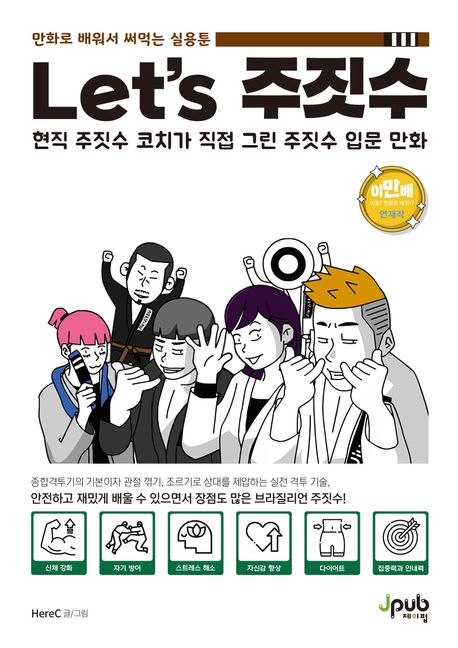 만화로 배워서 써먹는 실용툰
Let's 주짓수
현직 주짓수 코치가 직접 그린 주짓수 입문 만화
이만배
이걸? 만화로 배워!?
연재작
종합격투기의 기본이자 관절 꺾기, 조르기로 상대를 제압하는 실전 격투 기술,
안전하고 재밌게 배울 수 있으면서 장점도 많은 브라질리언 주짓수!
신체 강화
자기 방어
스트레스 해소
자신감 향상
다이어트
집중력과 인내력
HereC 글/그림
Jpub
제이펍